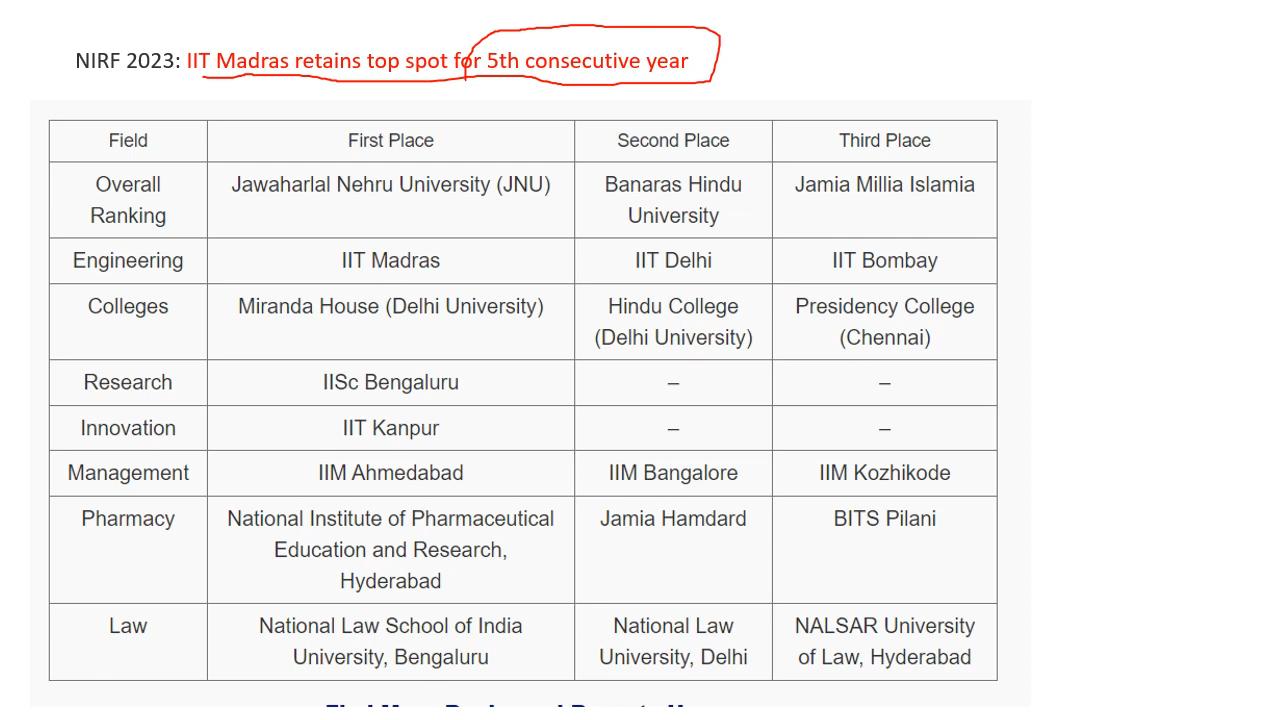 NIRF 2023: IIT Madras retains top spot for 5th consecutive year
Field First Place Second Place Third Place
Overall Ranking Jawaharlal Nehru University (JNU) Banaras Hindu University Jamia Millia Islamia
Engineering IIT Madras IIT Delhi IIT Bombay
Colleges Miranda House (Delhi University) Hindu College (Delhi University) Presidency College (Chennai)
Research IISc Bengaluru – –
Innovation IIT Kanpur – –
Management IIM Ahmedabad IIM Bangalore IIM Kozhikode
Pharmacy National Institute of Pharmaceutical Education and Research, Hyderabad Jamia Hamdard BITS Pilani
Law National Law School of India University, Bengaluru National Law University, Delhi NALSAR University of Law, Hyderabad